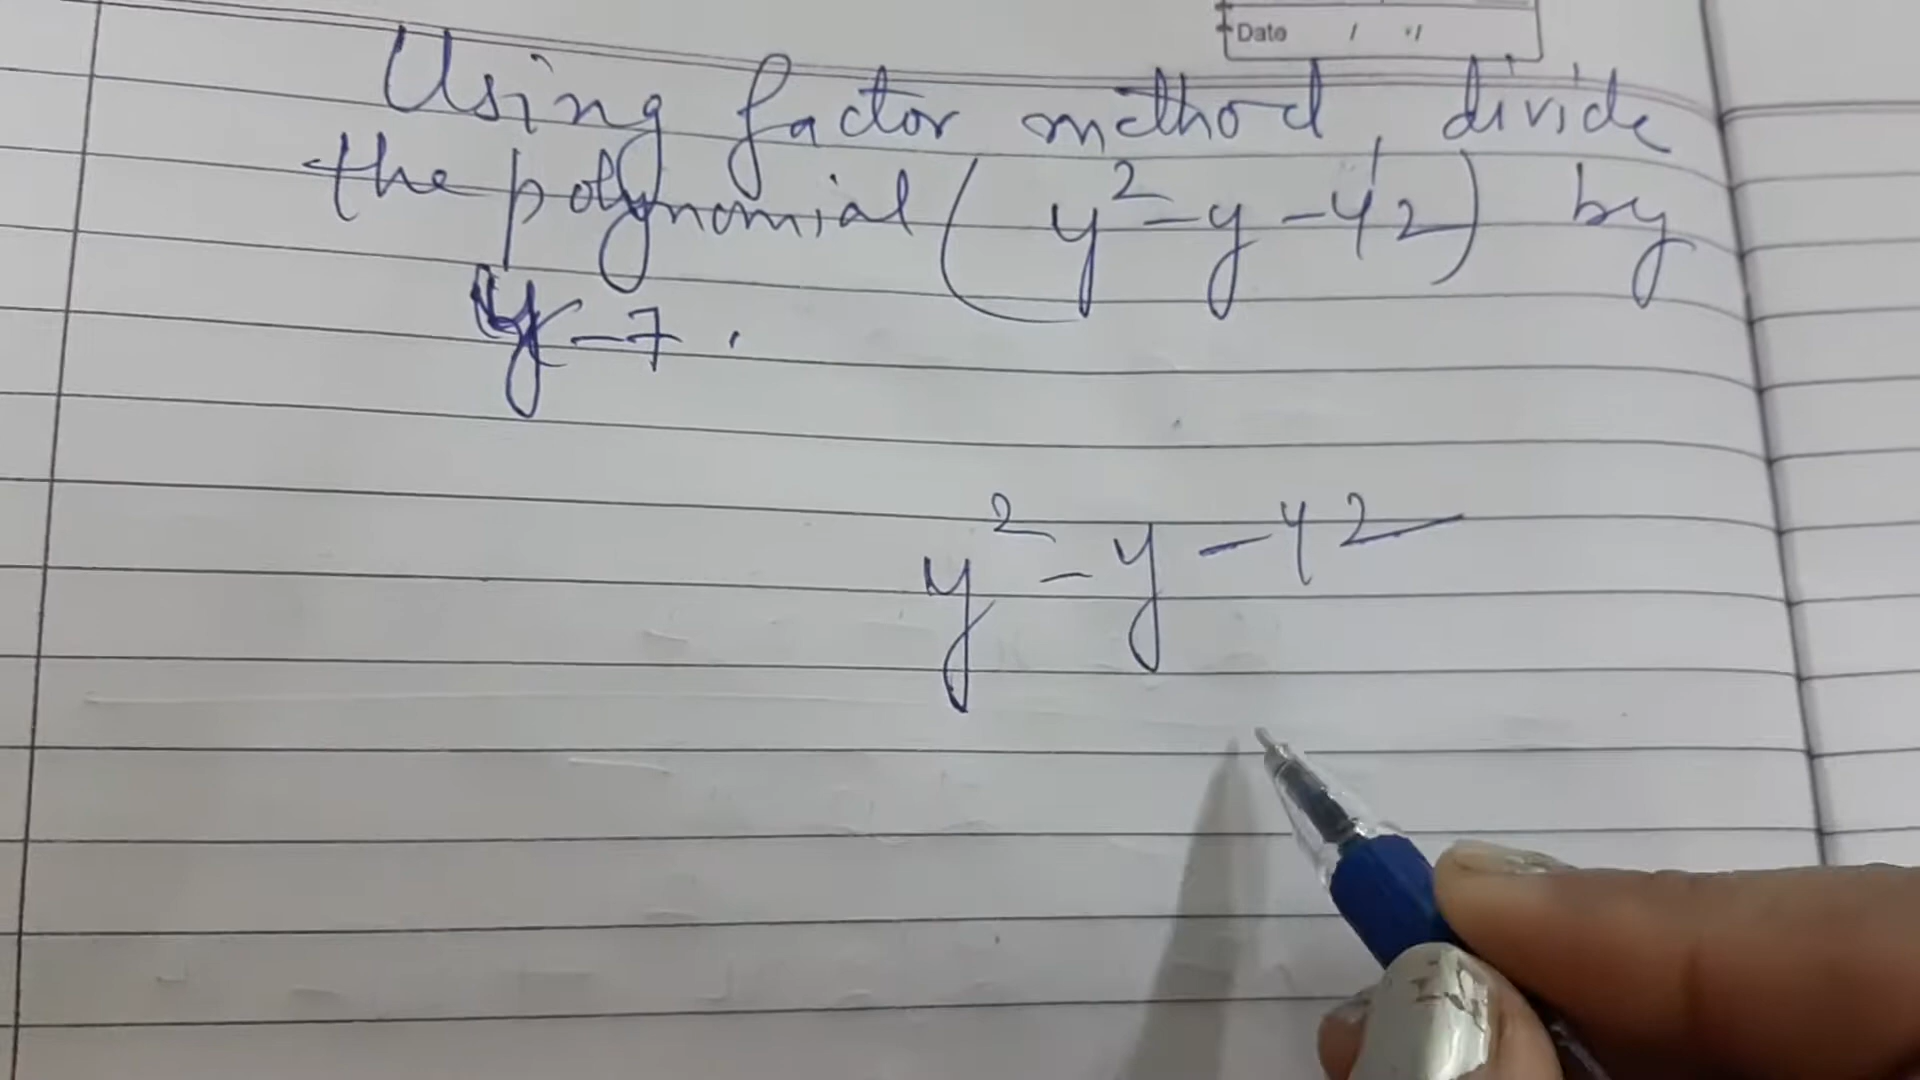 Date / /
Using factor method, divide
the polynomial (y² - y - 42) by
y - 7.
y² - y - 42